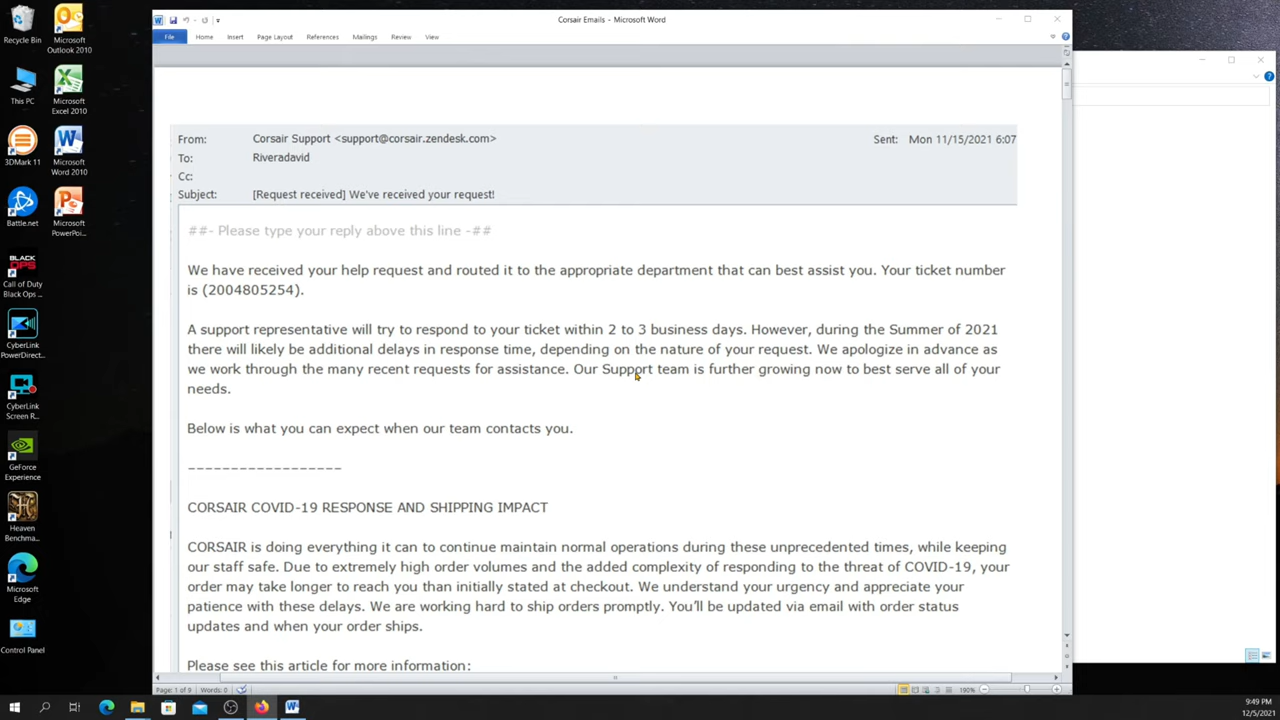 Corsair Emails - Microsoft Word
File Home Insert Page Layout References Mailings Review View
Recycle Bin
Microsoft Outlook 2010
This PC
Microsoft Excel 2010
3DMark 11
Microsoft Word 2010
Battle.net
Microsoft PowerPoi...
BLACK OPS
Call of Duty Black Ops ...
CyberLink PowerDirect...
CyberLink Screen R...
GeForce Experience
Heaven Benchma...
Microsoft Edge
Control Panel
From: Corsair Support <support@corsair.zendesk.com> Sent: Mon 11/15/2021 6:07
To: Riveradavid
Cc:
Subject: [Request received] We've received your request!
##- Please type your reply above this line -##
We have received your help request and routed it to the appropriate department that can best assist you. Your ticket number
is (2004805254).
A support representative will try to respond to your ticket within 2 to 3 business days. However, during the Summer of 2021
there will likely be additional delays in response time, depending on the nature of your request. We apologize in advance as
we work through the many recent requests for assistance. Our Support team is further growing now to best serve all of your
needs.
Below is what you can expect when our team contacts you.
------------------
CORSAIR COVID-19 RESPONSE AND SHIPPING IMPACT
CORSAIR is doing everything it can to continue maintain normal operations during these unprecedented times, while keeping
our staff safe. Due to extremely high order volumes and the added complexity of responding to the threat of COVID-19, your
order may take longer to reach you than initially stated at checkout. We understand your urgency and appreciate your
patience with these delays. We are working hard to ship orders promptly. You'll be updated via email with order status
updates and when your order ships.
Please see this article for more information:
Page: 1 of 9 Words: 0 190%
9:49 PM
12/5/2021